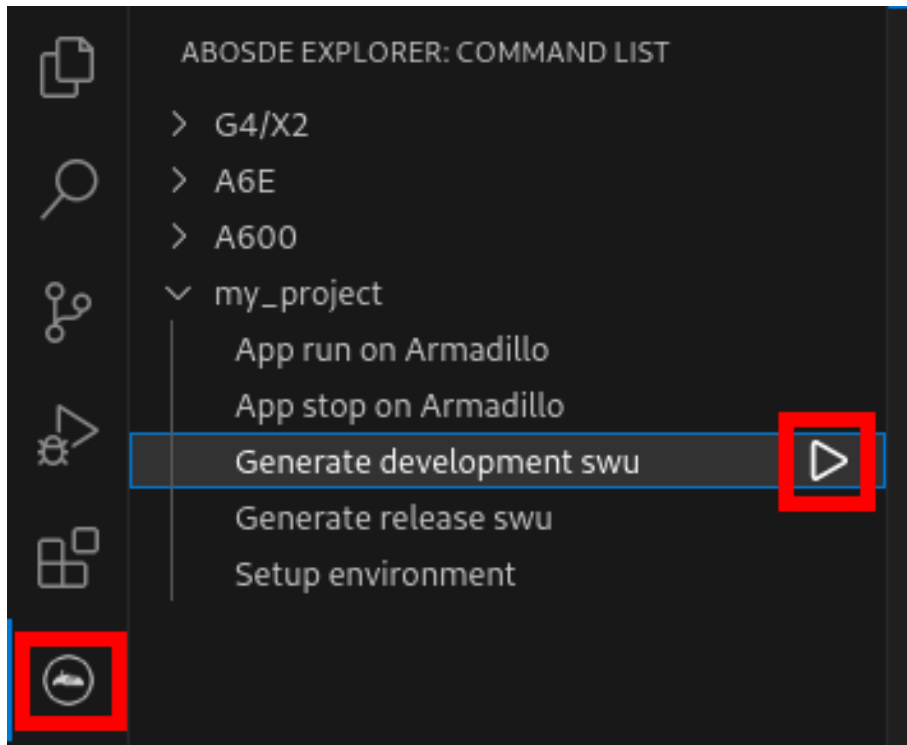 ABOSDE EXPLORER: COMMAND LIST
G4/X2
A6E
A600
my_project
App run on Armadillo
App stop on Armadillo
Generate development swu
Generate release swu
Setup environment